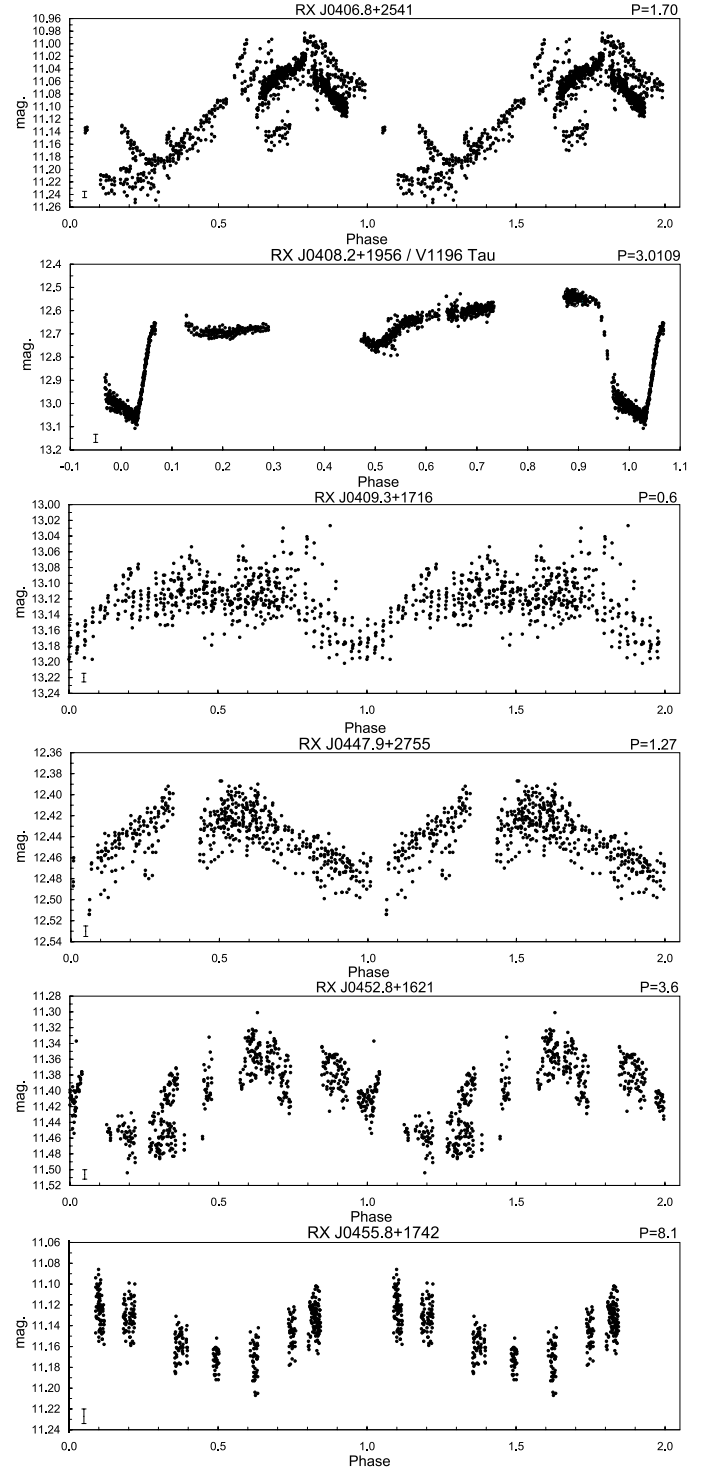 RX J0406.8+2541 P=1.70
10.96
10.98
11.00
11.02
11.04
11.06
11.08
11.10
11.12
11.14
11.16
11.18
11.20
11.22
11.24
11.26
mag.
0.0 0.5 1.0 1.5 2.0
Phase
RX J0408.2+1956 / V1196 Tau P=3.0109
12.4
12.5
12.6
12.7
12.8
12.9
13.0
13.1
13.2
mag.
-0.1 0.0 0.1 0.2 0.3 0.4 0.5 0.6 0.7 0.8 0.9 1.0 1.1
Phase
RX J0409.3+1716 P=0.6
13.00
13.02
13.04
13.06
13.08
13.10
13.12
13.14
13.16
13.18
13.20
13.22
13.24
mag.
0.0 0.5 1.0 1.5 2.0
Phase
RX J0447.9+2755 P=1.27
12.36
12.38
12.40
12.42
12.44
12.46
12.48
12.50
12.52
12.54
mag.
0.0 0.5 1.0 1.5 2.0
Phase
RX J0452.8+1621 P=3.6
11.28
11.30
11.32
11.34
11.36
11.38
11.40
11.42
11.44
11.46
11.48
11.50
11.52
mag.
0.0 0.5 1.0 1.5 2.0
Phase
RX J0455.8+1742 P=8.1
11.06
11.08
11.10
11.12
11.14
11.16
11.18
11.20
11.22
11.24
mag.
0.0 0.5 1.0 1.5 2.0
Phase